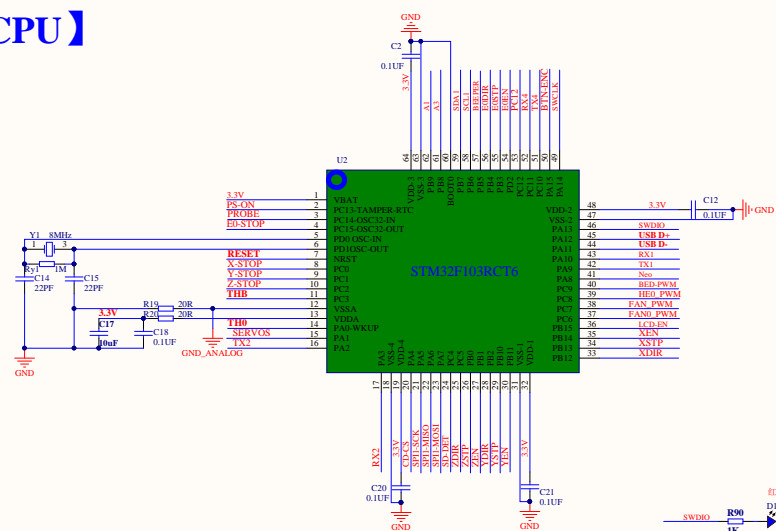 CPU】
GND
C2
0.1UF
3.3V
A1
A3
SDA1
SCL1
BEEPER
E0DIR
E0STP
E0EN
PC12
RX4
TX4
BTN-ENC
SWCLK
64
63
62
61
60
59
58
57
56
55
54
53
52
51
50
49
U2
VDD-3
VSS-3
PB9
PB8
BOOT0
PB7
PB6
PB5
PB4
PB3
PD2
PC12
PC11
PC10
PA15
PA14
3.3V 1 VBAT
PS-ON 2 PC13-TAMPER-RTC
PROBE 3 PC14-OSC32-IN
E0-STOP 4 PC15-OSC32-OUT
5 PD0 OSC-IN
6 PD1OSC-OUT
RESET 7 NRST
X-STOP 8 PC0
Y-STOP 9 PC1
Z-STOP 10 PC2
THB 11 PC3
12 VSSA
13 VDDA
TH0 14 PA0-WKUP
SERVOS 15 PA1
TX2 16 PA2
STM32F103RCT6
VDD-2 48 3.3V
VSS-2 47
PA13 46 SWDIO
PA12 45 USB D+
PA11 44 USB D-
PA10 43 RX1
PA9 42 TX1
PA8 41 Neo
PC9 40 BED-PWM
PC8 39 HE0_PWM
PC7 38 FAN_PWM
PC6 37 FAN0_PWM
PB15 36 LCD-EN
PB14 35 XEN
PB13 34 XSTP
PB12 33 XDIR
C12
0.1UF
GND
Y1 8MHz
1 3
Ry1 1M
C14
22PF
C15
22PF
R19 20R
R20 20R
3.3V
C17
10uF
C18
0.1UF
GND_ANALOG
GND
PA3
VSS-4
VDD-4
PA4
PA5
PA6
PA7
PC4
PC5
PB0
PB1
PB2
PB10
PB11
VSS-1
VDD-1
17
18
19
20
21
22
23
24
25
26
27
28
29
30
31
32
RX2
3.3V
CD-CS
SPI1-SCK
SPI1-MISO
SPI1-MOSI
SD-DET
ZDIR
ZSTP
ZEN
YDIR
YSTP
YEN
3.3V
C20
0.1UF
GND
C21
0.1UF
GND
SWDIO
R90
1K
红